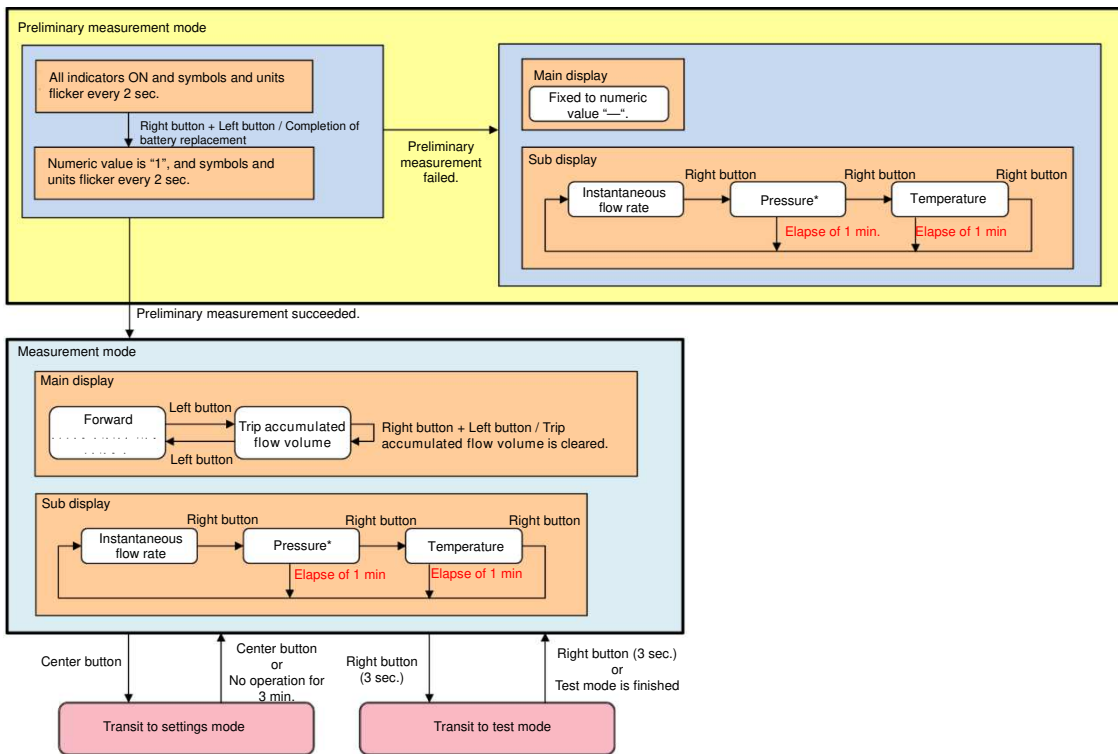 Preliminary measurement mode
All indicators ON and symbols and units
flicker every 2 sec.
Right button + Left button / Completion of
battery replacement
Numeric value is “1”, and symbols and
units flicker every 2 sec.
Preliminary
measurement
failed.
Main display
Fixed to numeric
value “—“.
Sub display
Right button
Right button
Right button
Instantaneous
flow rate
Pressure*
Temperature
Elapse of 1 min.
Elapse of 1 min
Preliminary measurement succeeded.
Measurement mode
Main display
Forward
Left button
Trip accumulated
flow volume
Left button
Right button + Left button / Trip
accumulated flow volume is cleared.
Sub display
Right button
Right button
Right button
Instantaneous
flow rate
Pressure*
Temperature
Elapse of 1 min
Elapse of 1 min
Center button
Center button
or
No operation for
3 min.
Right button
(3 sec.)
Right button (3 sec.)
or
Test mode is finished
Transit to settings mode
Transit to test mode